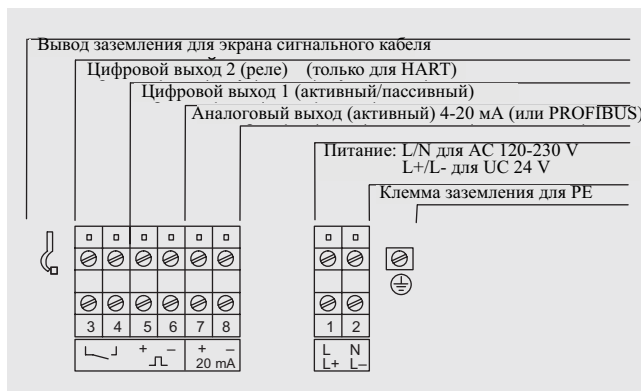 Вывод заземления для экрана сигнального кабеля
Цифровой выход 2 (реле) (только для HART)
Цифровой выход 1 (активный/пассивный)
Аналоговый выход (активный) 4-20 мА (или PROFIBUS)
Питание: L/N для AC 120-230 V
L+/L- для UC 24 V
Клемма заземления для PE
3 4 5 6 7 8 1 2
+ – + – L N
20 mA L+ L–